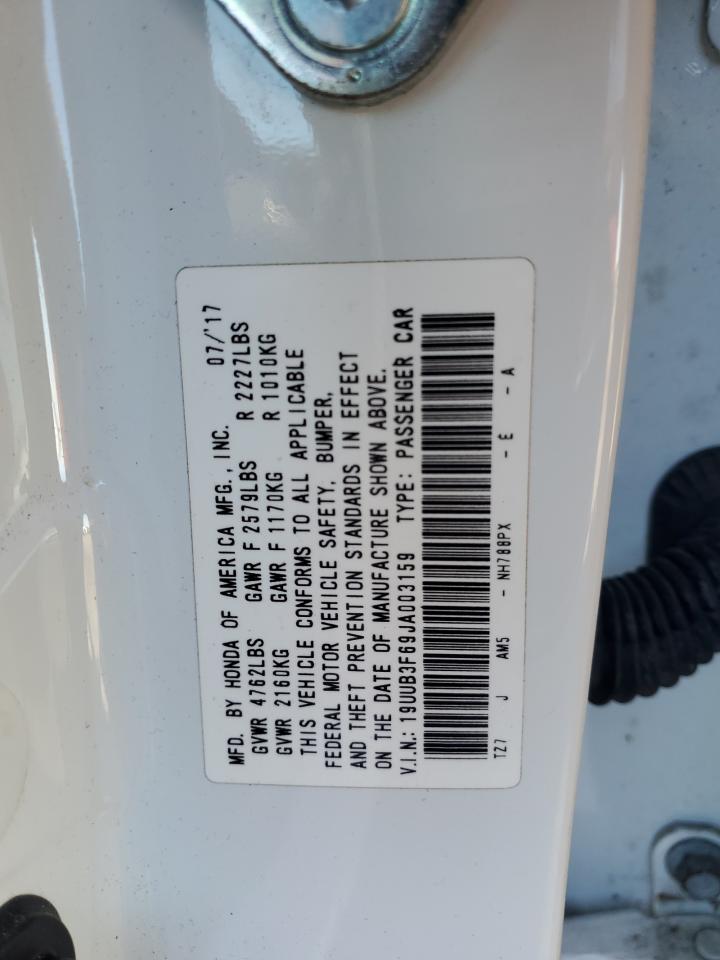 MFD. BY HONDA OF AMERICA MFG., INC. 07/'17
GVWR 4762LBS GAWR F 2579LBS R 2227LBS
GVWR 2160KG GAWR F 1170KG R 1010KG
THIS VEHICLE CONFORMS TO ALL APPLICABLE
FEDERAL MOTOR VEHICLE SAFETY, BUMPER,
AND THEFT PREVENTION STANDARDS IN EFFECT
ON THE DATE OF MANUFACTURE SHOWN ABOVE.
V.I.N.: 19UUB3F69JA003159 TYPE: PASSENGER CAR
TZ7 J AM5 - NH788PX - E - A